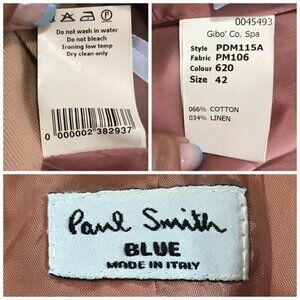 Do not wash in water
Do not bleach
Ironing low temp
Dry clean only
0 000002 382937
0045493
Gibo' Co. Spa
Style PDM115A
Fabric PM106
Colour 620
Size 42
066% COTTON
034% LINEN
Paul Smith
BLUE
MADE IN ITALY